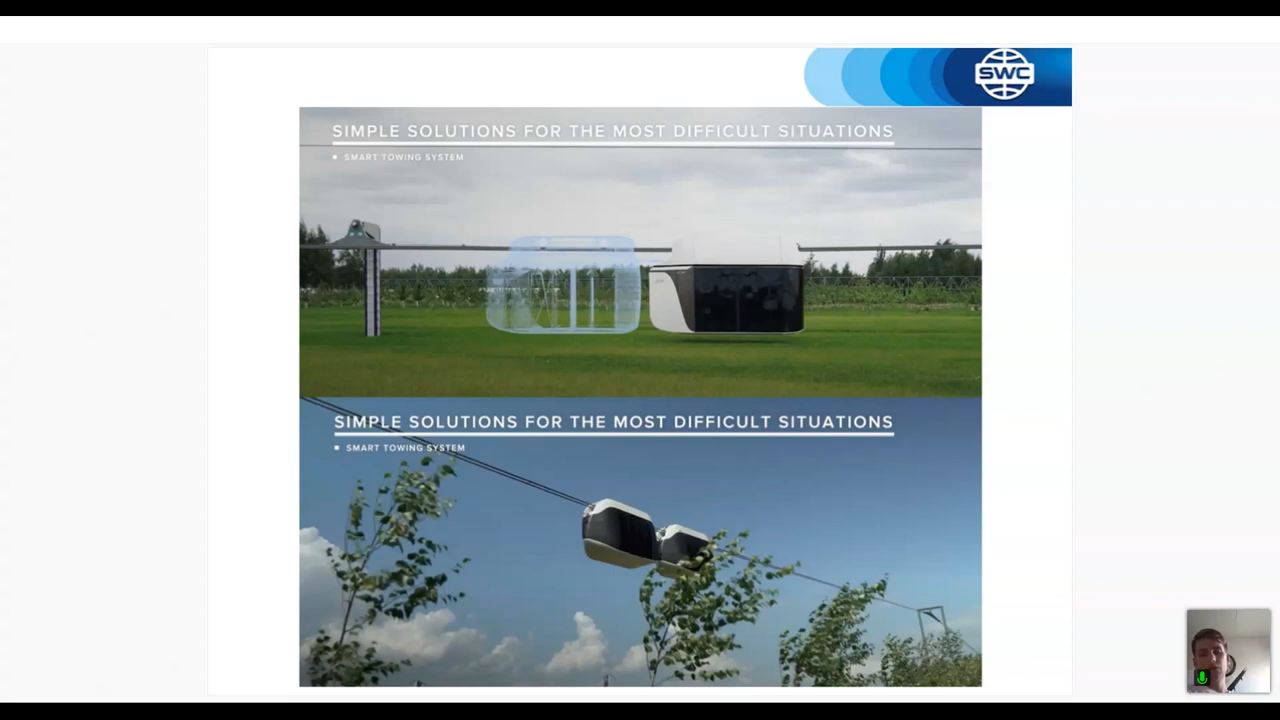 SWC
SIMPLE SOLUTIONS FOR THE MOST DIFFICULT SITUATIONS
SMART TOWING SYSTEM
SIMPLE SOLUTIONS FOR THE MOST DIFFICULT SITUATIONS
SMART TOWING SYSTEM